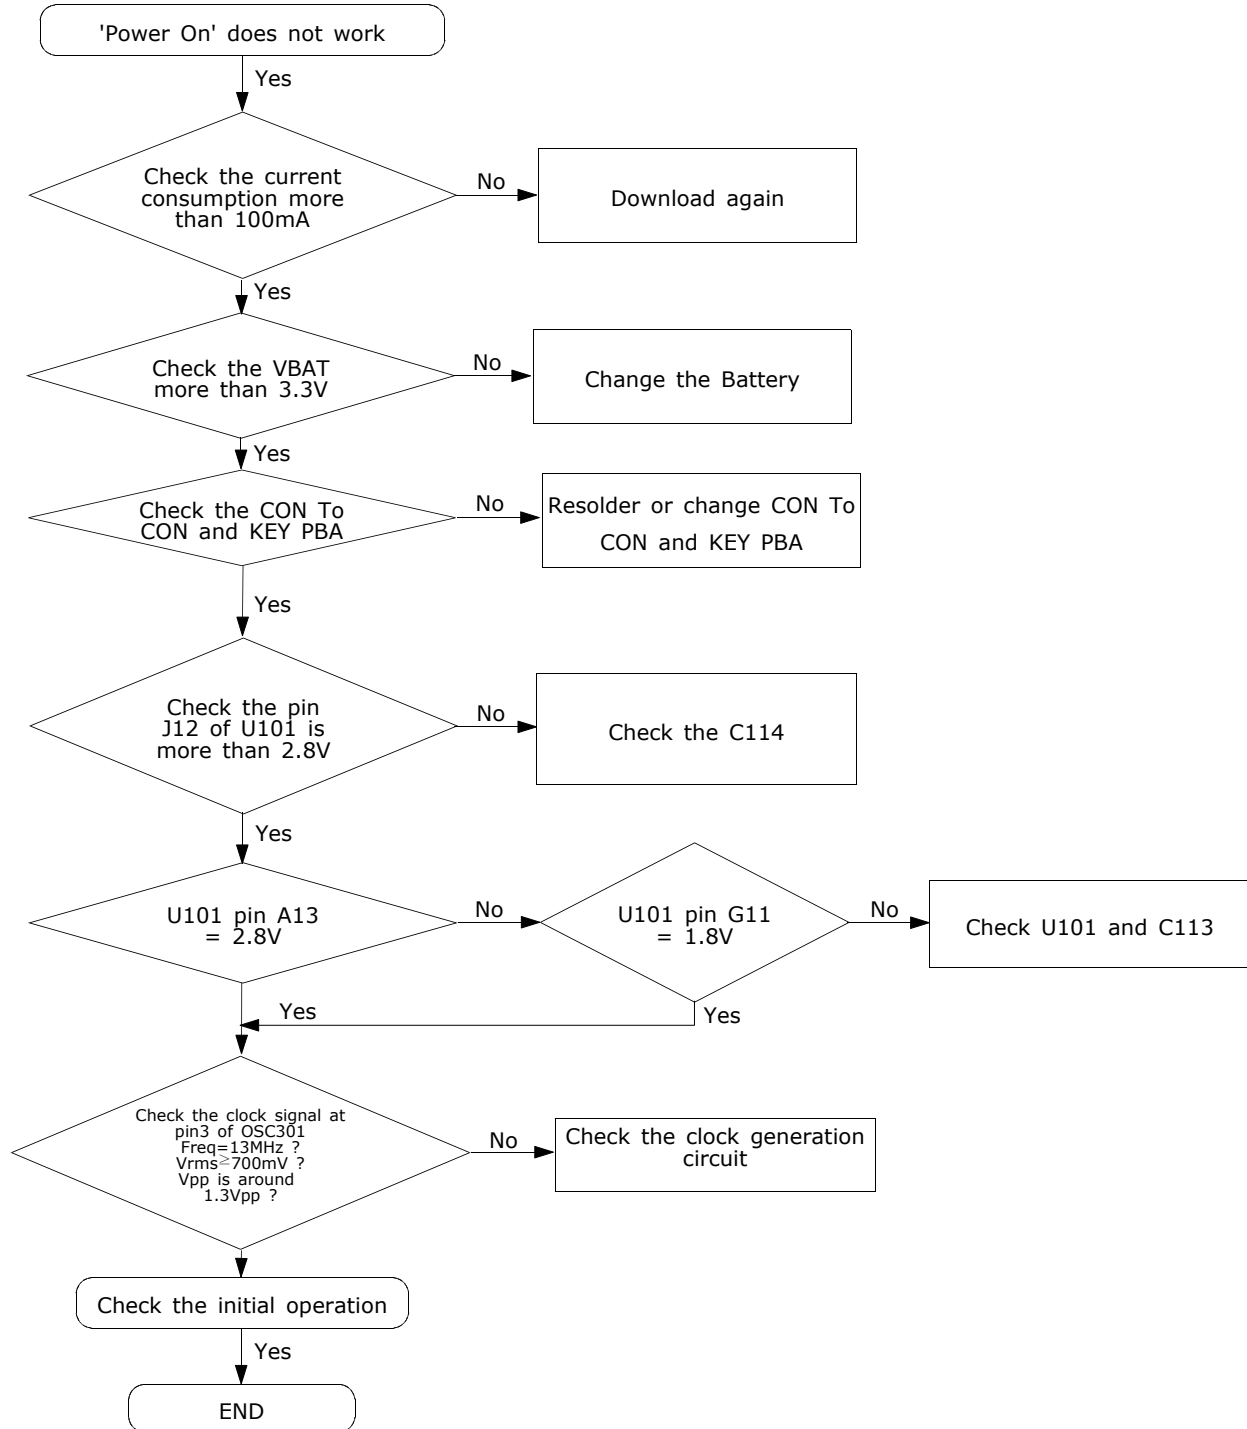 'Power On' does not work
Yes
Check the current
consumption more
than 100mA
No
Download again
Yes
Check the VBAT
more than 3.3V
No
Change the Battery
Yes
Check the CON To
CON and KEY PBA
No
Resolder or change CON To
CON and KEY PBA
Yes
Check the pin
J12 of U101 is
more than 2.8V
No
Check the C114
Yes
U101 pin A13
= 2.8V
No
U101 pin G11
= 1.8V
No
Check U101 and C113
Yes
Yes
Check the clock signal at
pin3 of OSC301
Freq=13MHz ?
Vrms≥700mV ?
Vpp is around
1.3Vpp ?
No
Check the clock generation
circuit
Check the initial operation
Yes
END